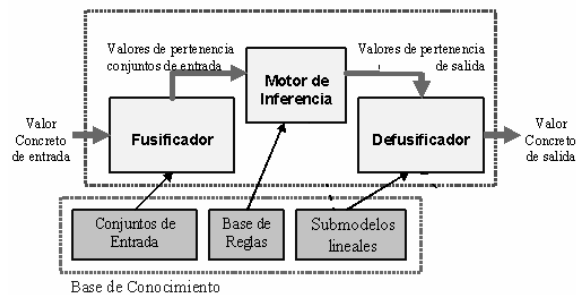 Valores de pertenencia
conjuntos de entrada
Valores de pertenencia
de salida
Motor de
Inferencia
Valor
Concreto
de entrada
Fusificador
Defusificador
Valor
Concreto
de salida
Conjuntos de
Entrada
Base de
Reglas
Submodelos
lineales
Base de Conocimiento